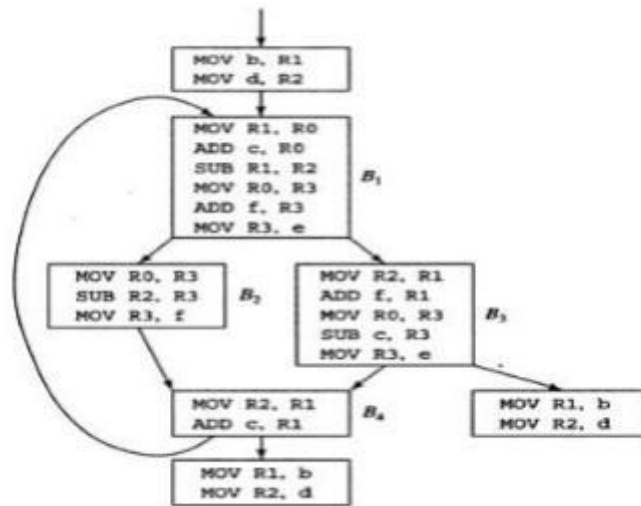 MOV b, R1
MOV d, R2
MOV R1, R0
ADD c, R0
SUB R1, R2
MOV R0, R3
ADD f, R3
MOV R3, e
B1
MOV R0, R3
SUB R2, R3
MOV R3, f
B2
MOV R2, R1
ADD f, R1
MOV R0, R3
SUB c, R3
MOV R3, e
B3
MOV R2, R1
ADD c, R1
B4
MOV R1, b
MOV R2, d
MOV R1, b
MOV R2, d